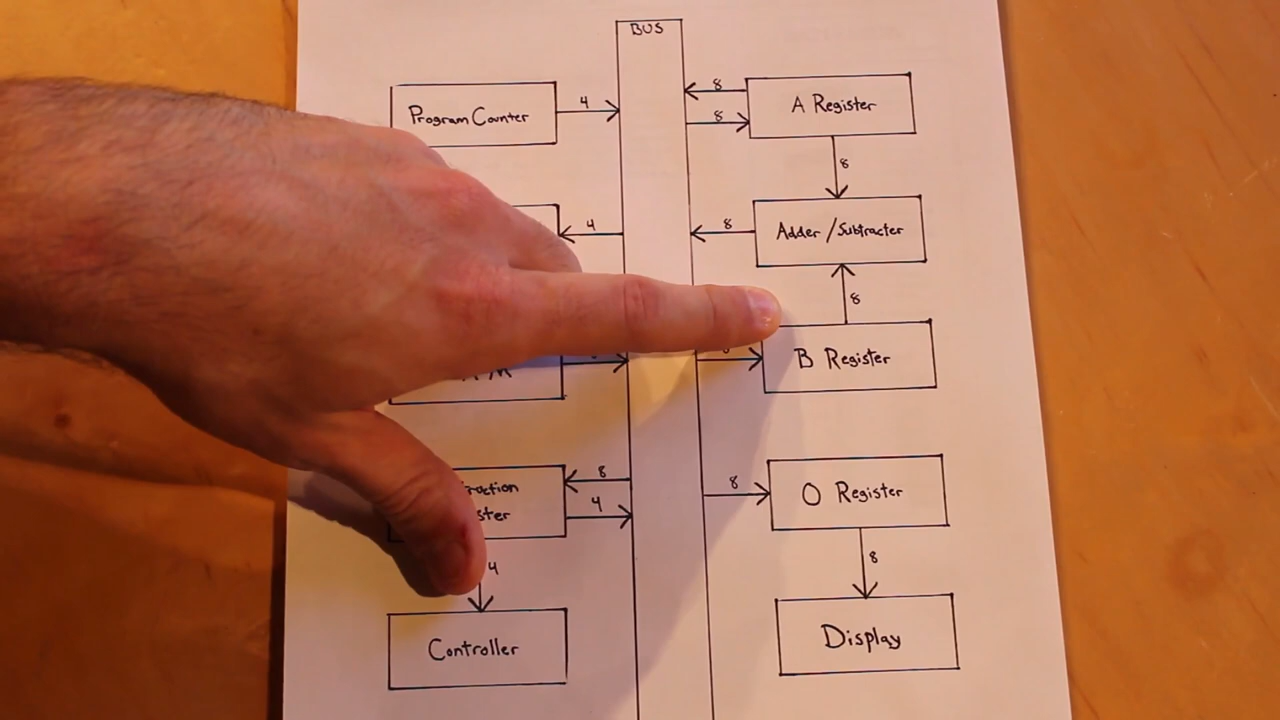 BUS
Program Counter
4
8
8
A Register
8
4
8
Adder/Subtracter
8
B Register
8
4
8
O Register
4
8
Controller
Display